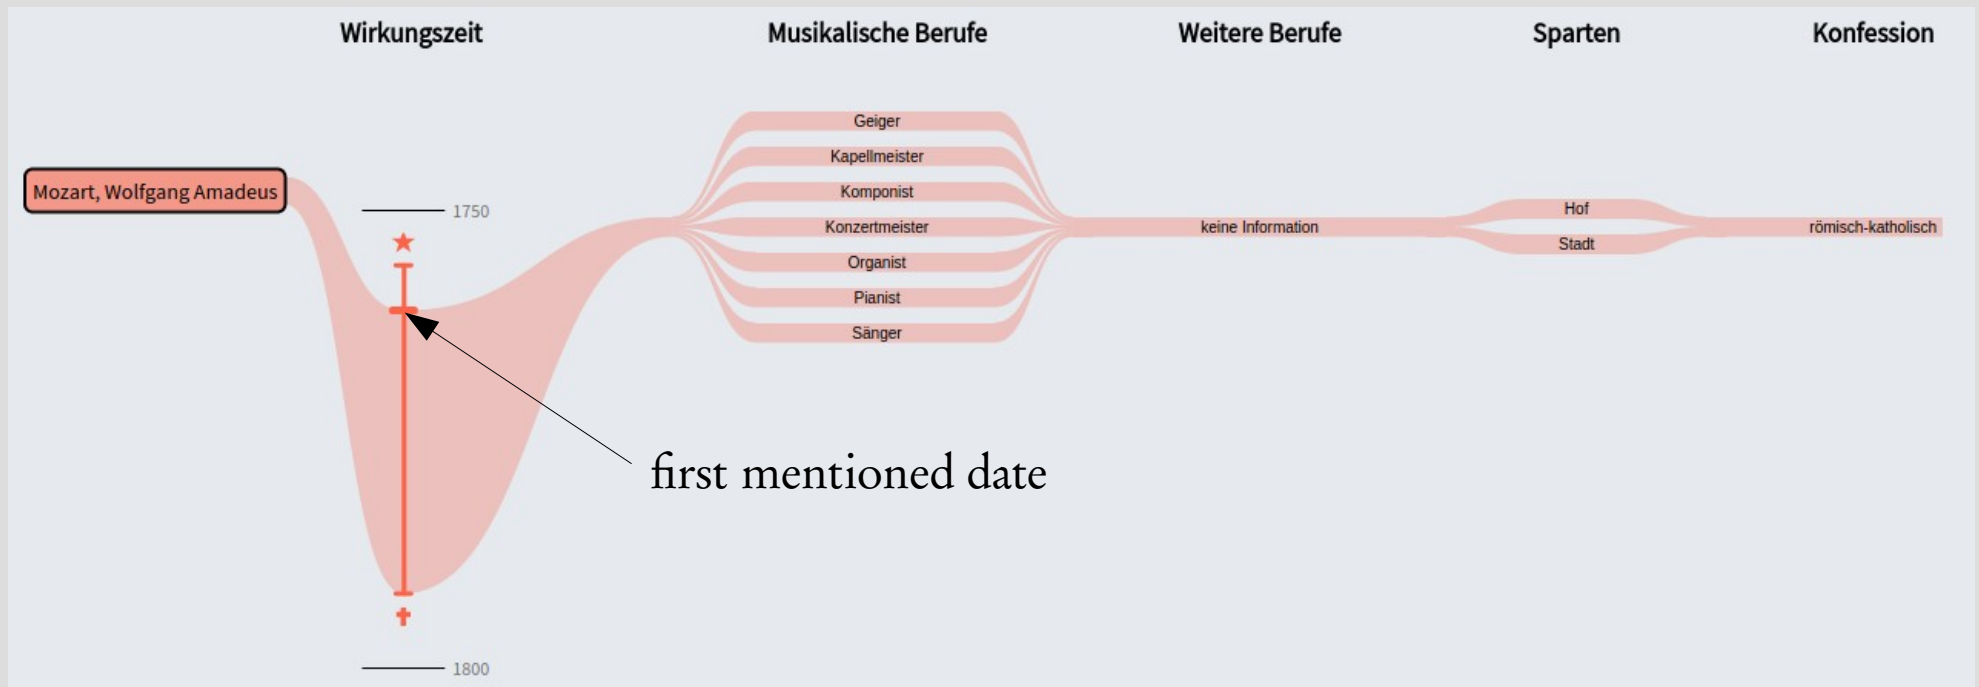 Wirkungszeit
Musikalische Berufe
Weitere Berufe
Sparten
Konfession
Mozart, Wolfgang Amadeus
1750
1800
Geiger
Kapellmeister
Komponist
Konzertmeister
Organist
Pianist
Sänger
keine Information
Hof
Stadt
römisch-katholisch
first mentioned date